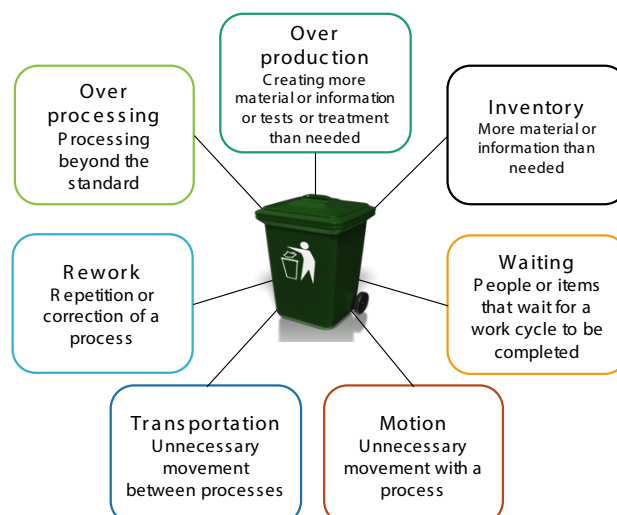 Over
production
Creating more
material or information
or tests or treatment
than needed
Over
processing
Processing
beyond the
standard
Inventory
More material or
information than
needed
Rework
Repetition or
correction of a
process
Waiting
People or items
that wait for a
work cycle to be
completed
Transportation
Unnecessary
movement
between processes
Motion
Unnecessary
movement with a
process